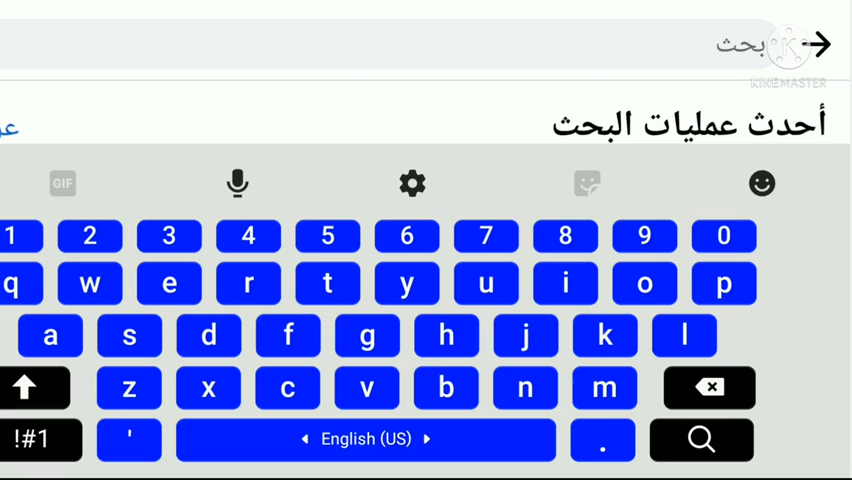 بحث
KINEMASTER
أحدث عمليات البحث
GIF
1 2 3 4 5 6 7 8 9 0
q w e r t y u i o p
a s d f g h j k l
z x c v b n m
!#1 ' English (US) .